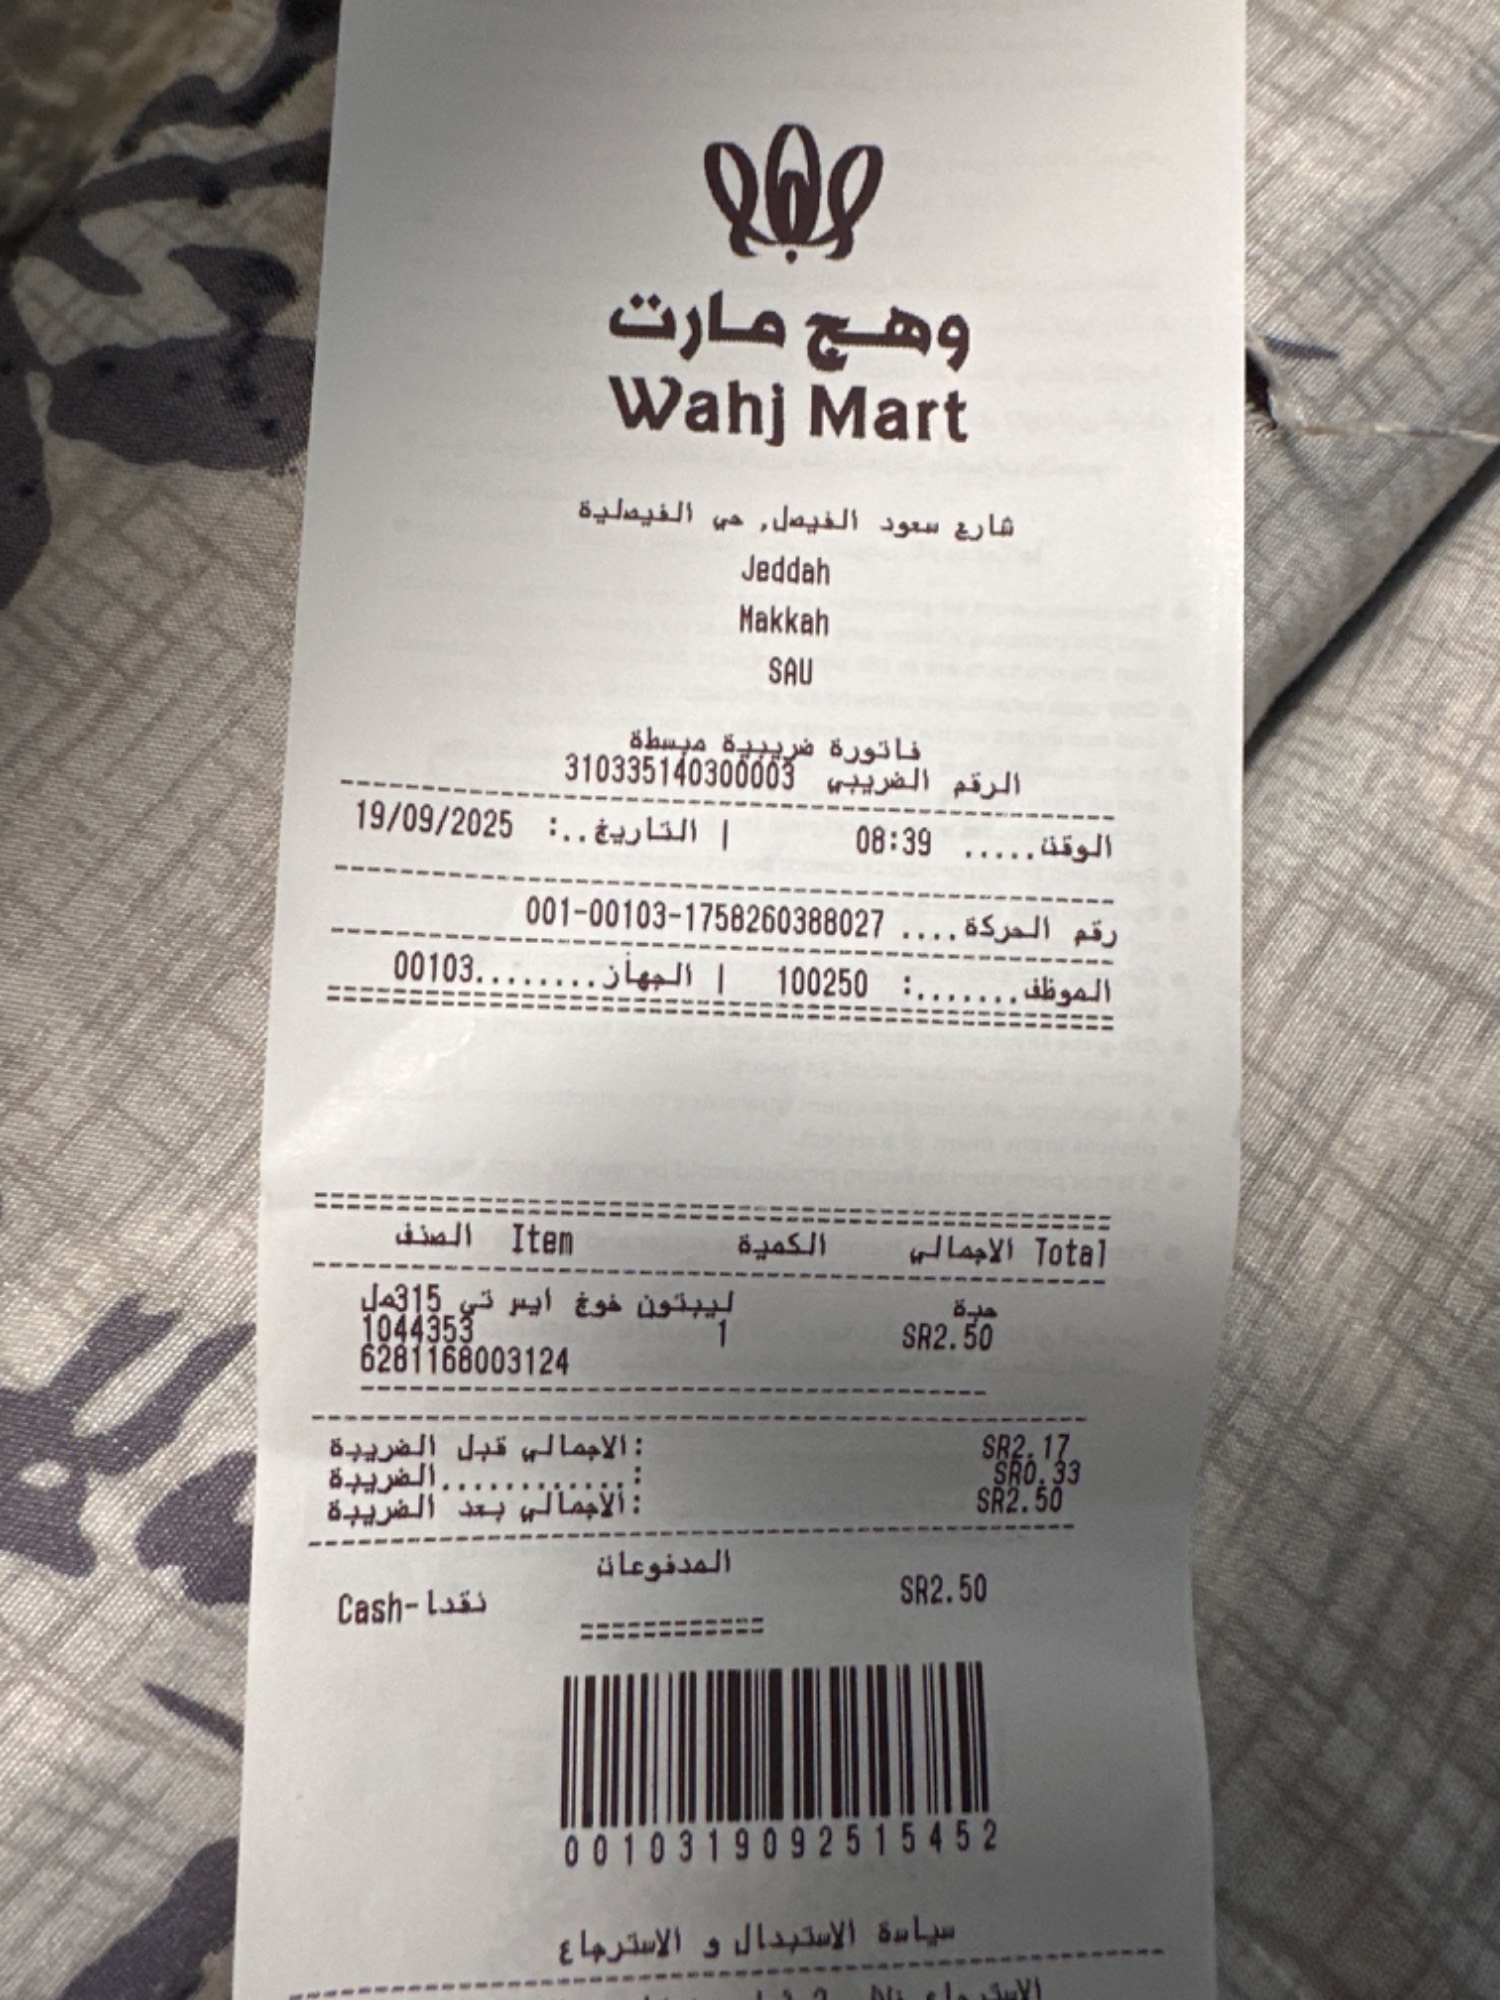 وهج مارت
Wahj Mart
شارع سعود الفيصل, حي الفيصلية
Jeddah
Makkah
SAU
فاتورة ضريبية مبسطة
الرقم الضريبي 310335140300003
الوقت..... 08:39 | التاريخ..: 19/09/2025
رقم الحركة.... 001-00103-1758260388027
الموظف.......: 100250 | الجهاز........00103
الصنف Item الكمية الاجمالي Total
ليبتون خوخ ايس تي 315مل حبة
1044353 1 SR2.50
6281168003124
الاجمالي قبل الضريبة: SR2.17
الضريبة............: SR0.33
الاجمالي بعد الضريبة: SR2.50
المدفوعات
Cash-نقدا SR2.50
0010319092515452
سياسة الاستبدال و الاسترجاع
الاسترجاع